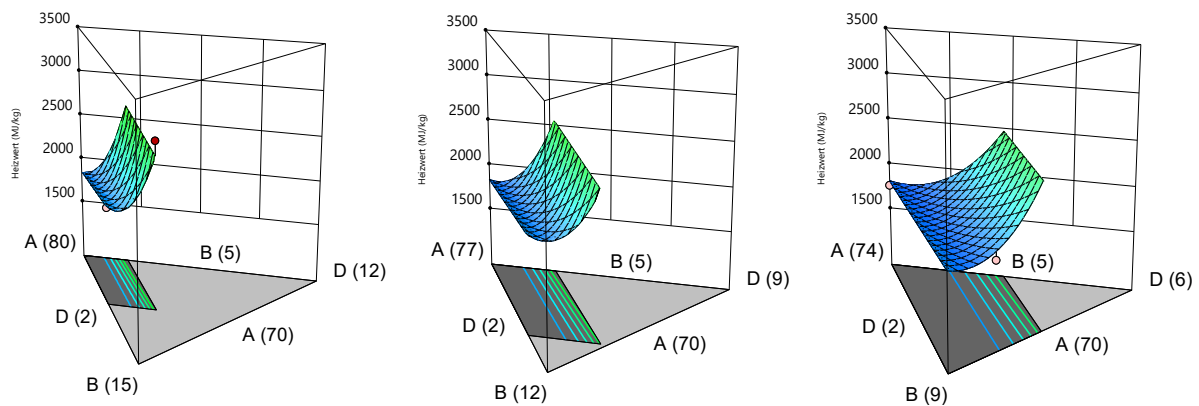 3500
3000
2500
2000
1500
Heizwert (MJ/kg)
A (80)
B (5)
D (12)
D (2)
A (70)
B (15)
3500
3000
2500
2000
1500
Heizwert (MJ/kg)
A (77)
B (5)
D (9)
D (2)
A (70)
B (12)
3500
3000
2500
2000
1500
Heizwert (MJ/kg)
A (74)
B (5)
D (6)
D (2)
A (70)
B (9)